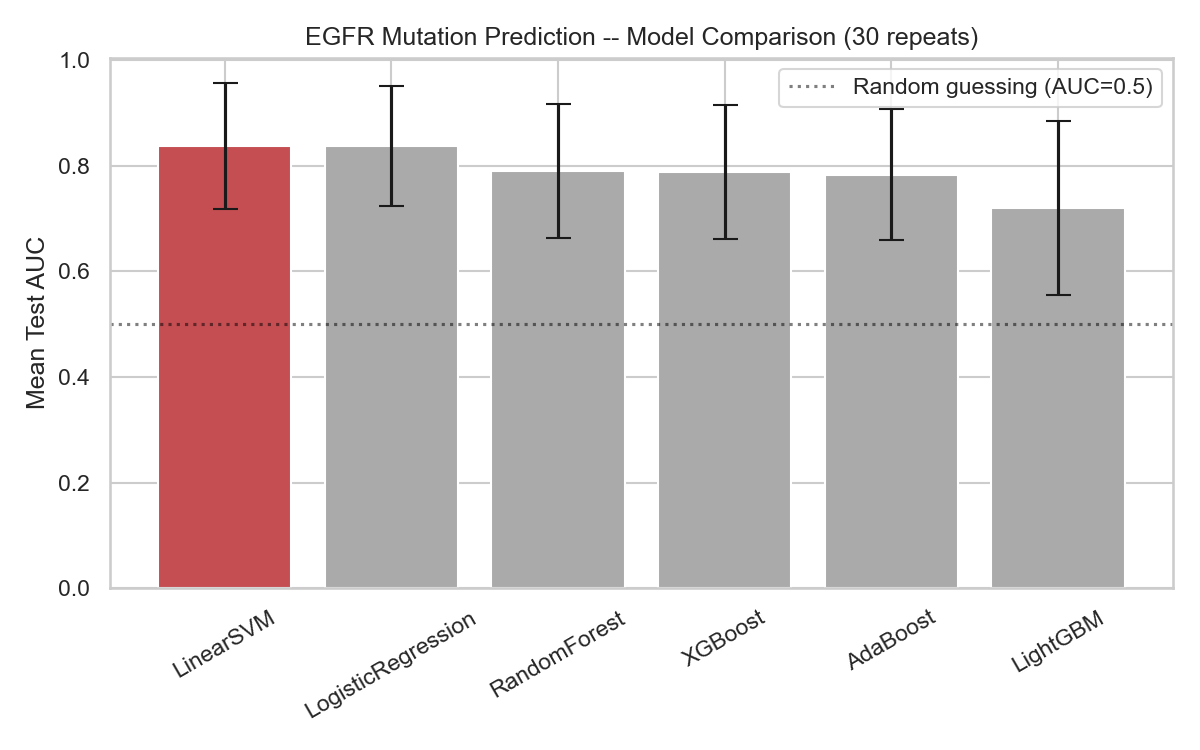 EGFR Mutation Prediction -- Model Comparison (30 repeats)
Random guessing (AUC=0.5)
Mean Test AUC
1.0
0.8
0.6
0.4
0.2
0.0
LinearSVM
LogisticRegression
RandomForest
XGBoost
AdaBoost
LightGBM